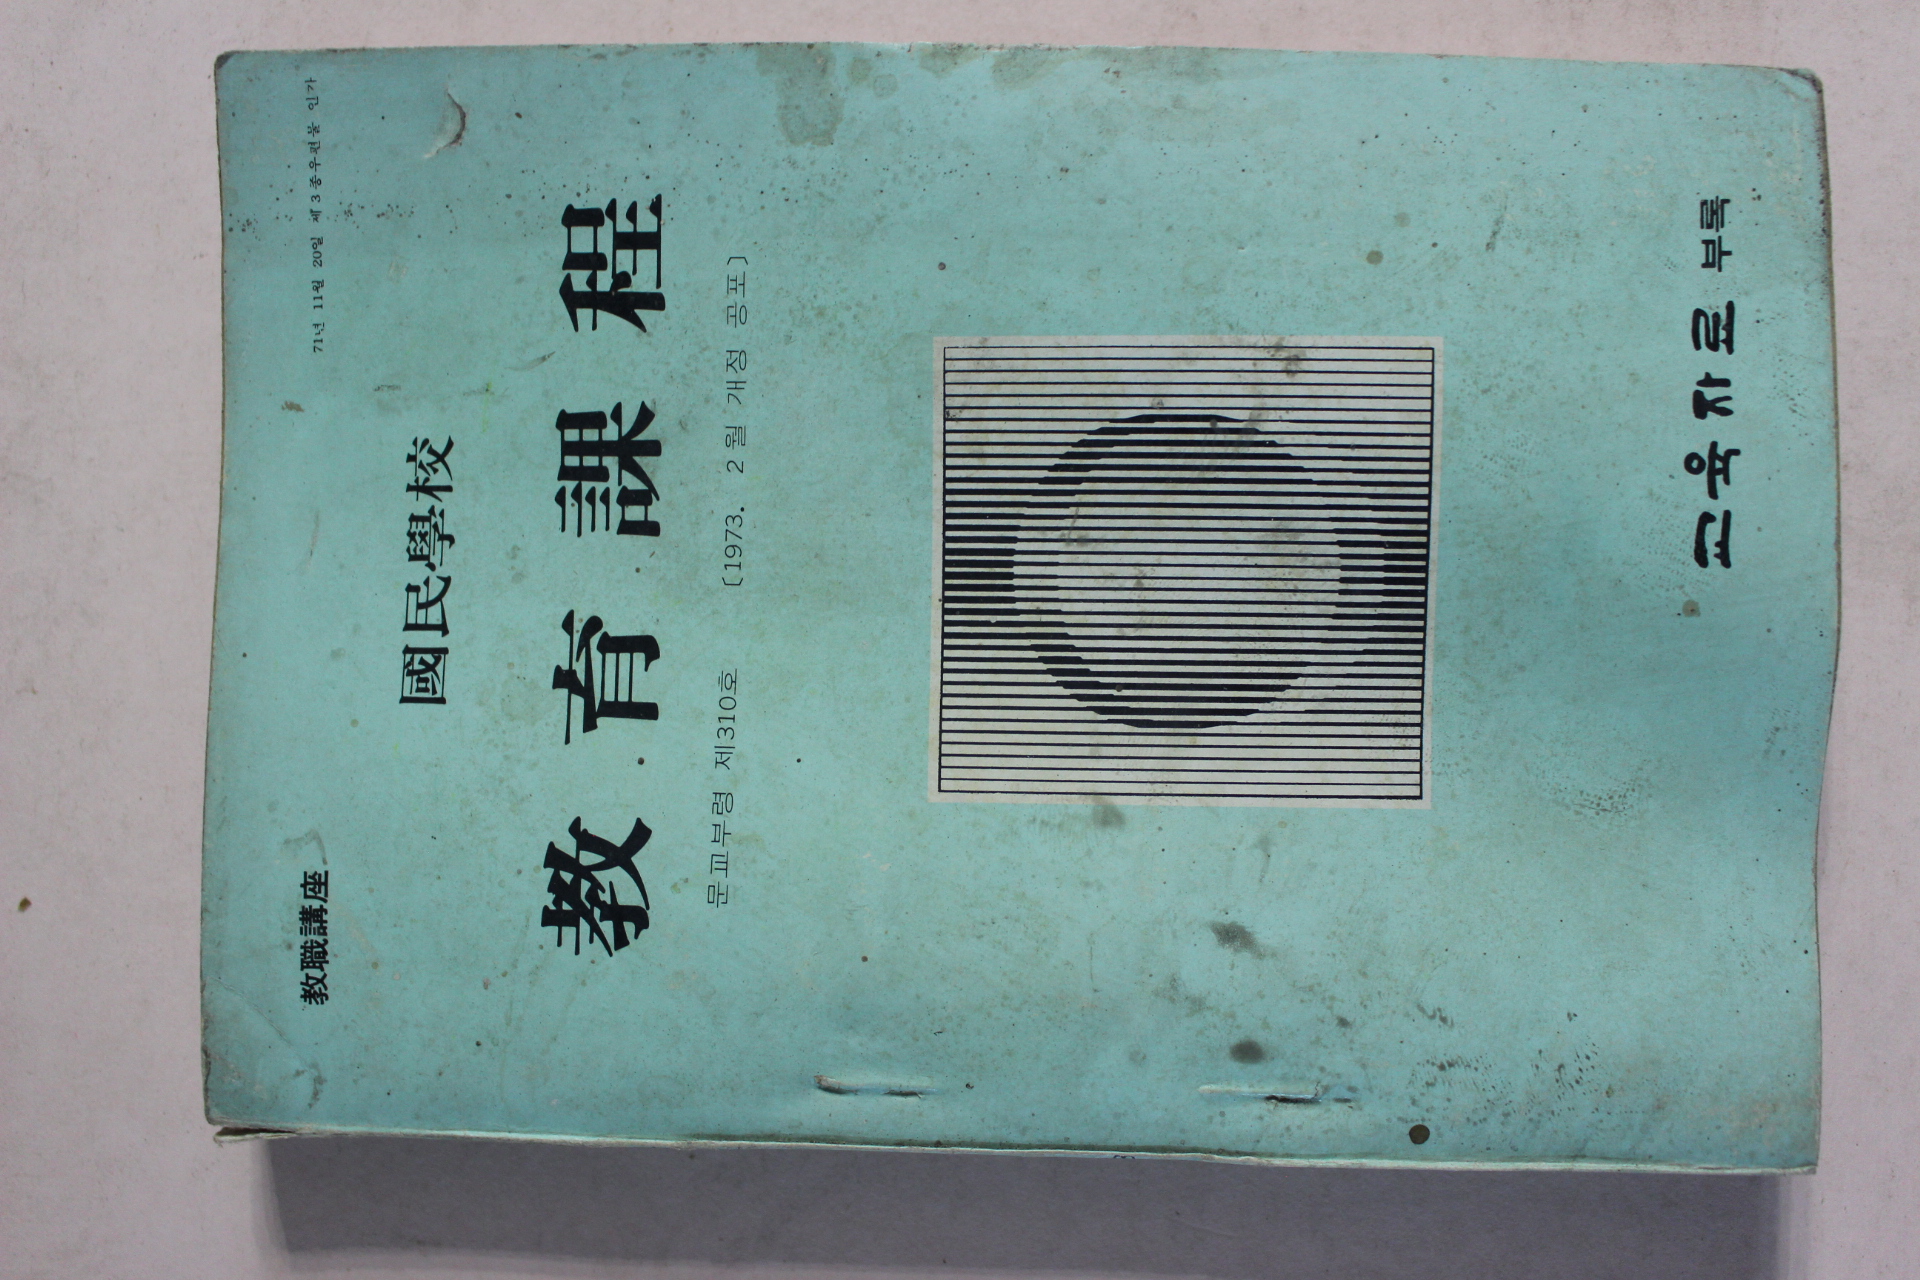 教職講座
71년 11월 20일 제3종우편물 인가
國民學校
教育課程
문교부령 제310호 〔1973. 2월 개정 공포〕
교육자료 부록